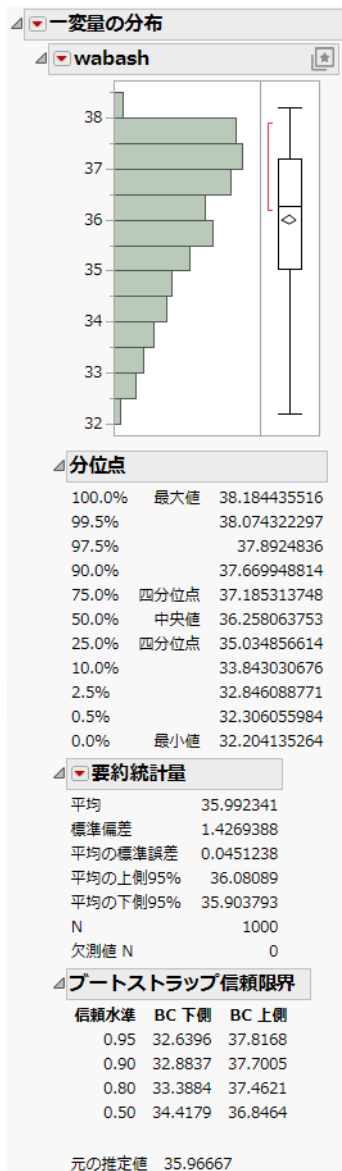 一変量の分布
wabash
38
37
36
35
34
33
32
分位点
100.0% 最大値 38.184435516
99.5% 38.074322297
97.5% 37.8924836
90.0% 37.669948814
75.0% 四分位点 37.185313748
50.0% 中央値 36.258063753
25.0% 四分位点 35.034856614
10.0% 33.843030676
2.5% 32.846088771
0.5% 32.306055984
0.0% 最小値 32.204135264
要約統計量
平均 35.992341
標準偏差 1.4269388
平均の標準誤差 0.0451238
平均の上側95% 36.08089
平均の下側95% 35.903793
N 1000
欠測値 N 0
ブートストラップ信頼限界
信頼水準 BC 下側 BC 上側
0.95 32.6396 37.8168
0.90 32.8837 37.7005
0.80 33.3884 37.4621
0.50 34.4179 36.8464
元の推定値 35.96667